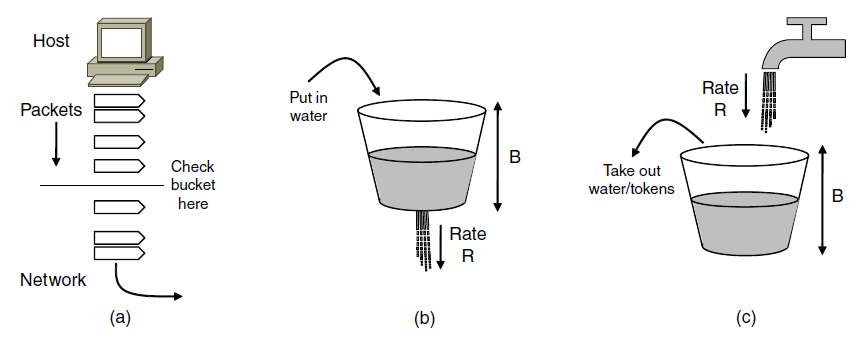 Host
Packets
Check
bucket
here
Network
(a)
Put in
water
B
Rate
R
(b)
Rate
R
Take out
water/tokens
B
(c)